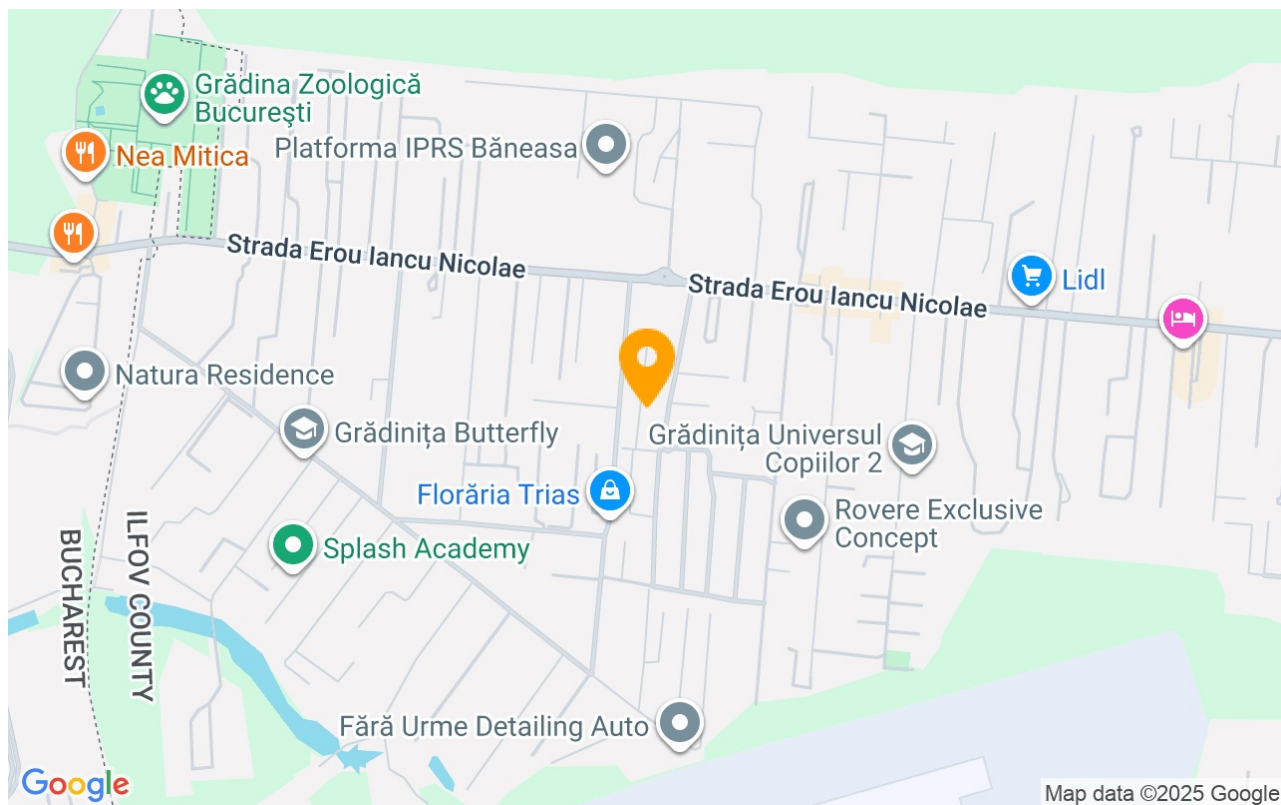 Grădina Zoologică
Bucureşti
Nea Mitica
Platforma IPRS Băneasa
Strada Erou Iancu Nicolae
Strada Erou Iancu Nicolae
Lidl
Natura Residence
Grădinița Butterfly
Grădinița Universul
Copiilor 2
Florăria Trias
Rovere Exclusive
Concept
Splash Academy
BUCHAREST
ILFOV COUNTY
Fără Urme Detailing Auto
Google
Map data ©2025 Google